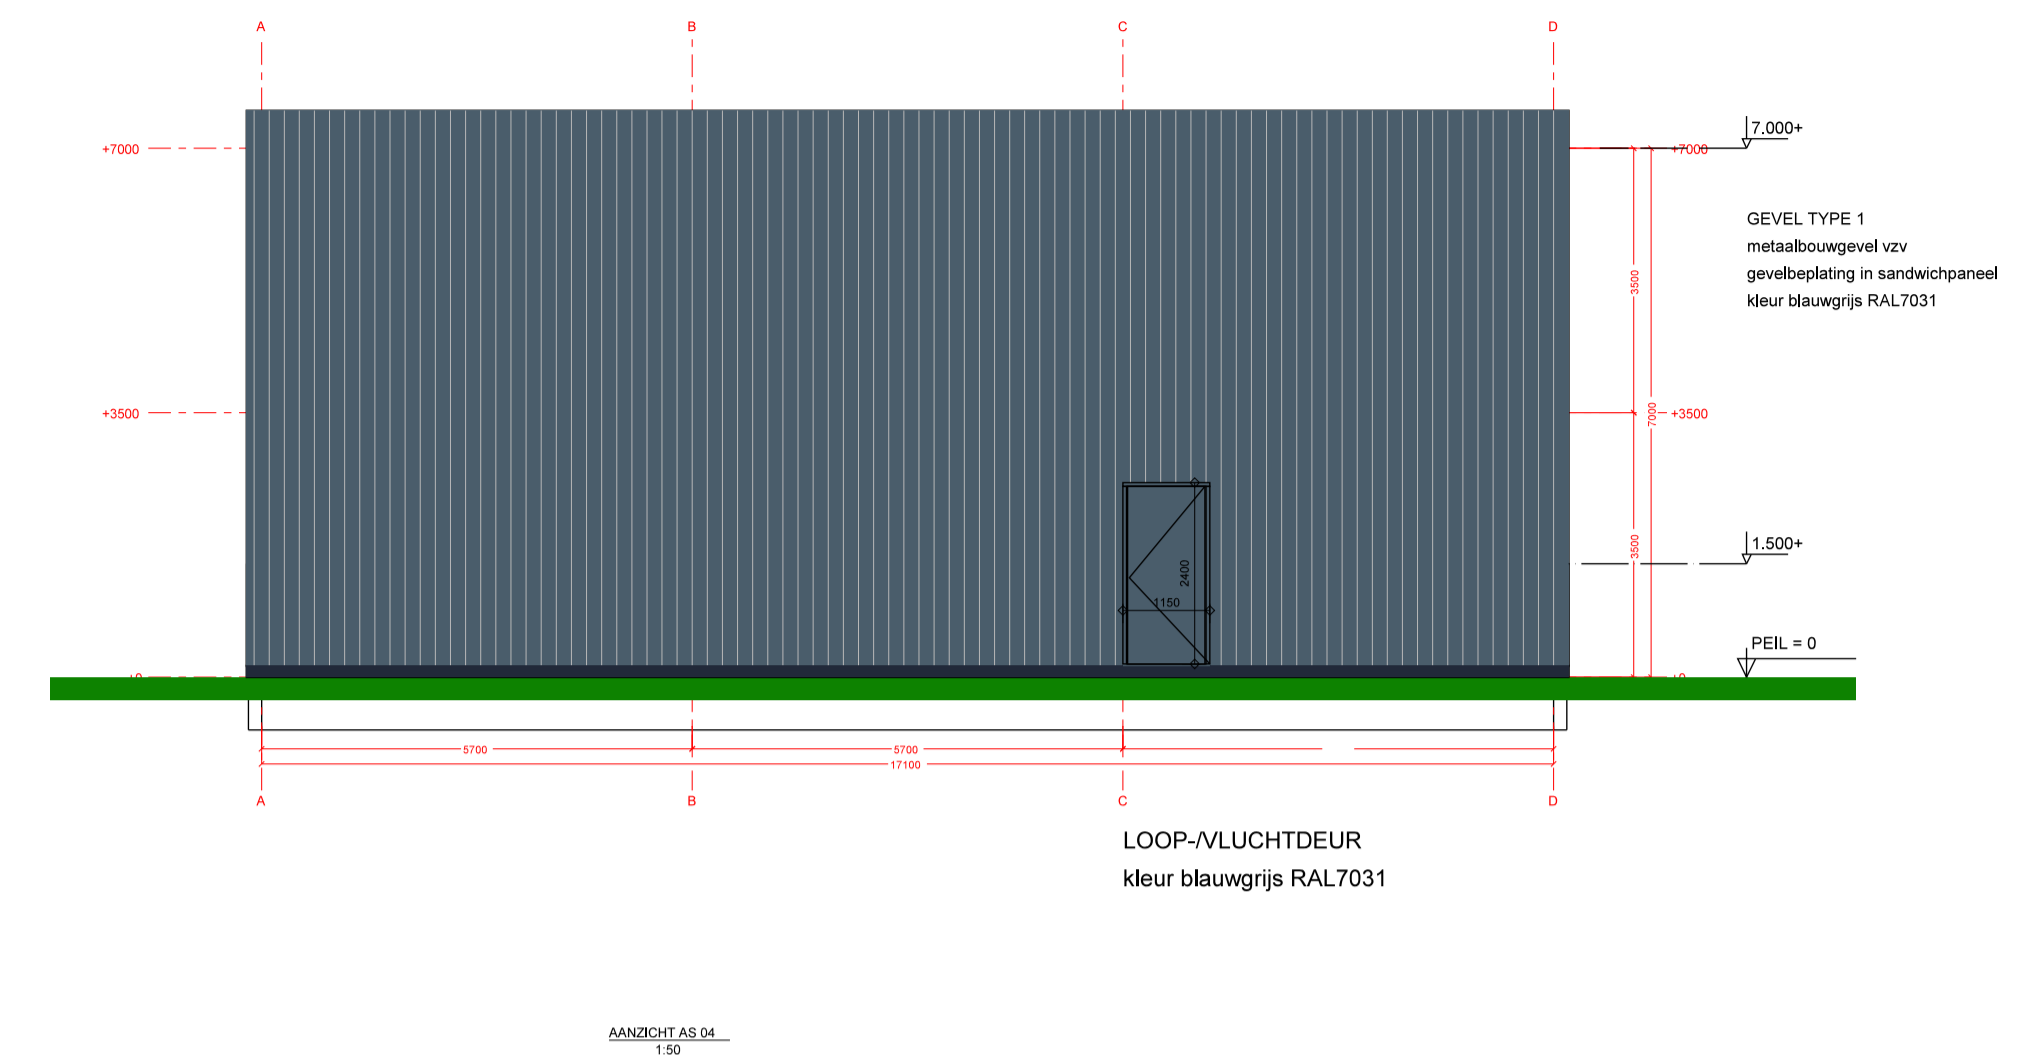 A B C D
+7000
+7000
7.000+
GEVEL TYPE 1
metaalbouwgevel vzv
gevelbeplating in sandwichpaneel
kleur blauwgrijs RAL7031
3500
+3500
7000
+3500
2400
3500
1.500+
1150
PEIL = 0
5700 5700
17100
A B C D
LOOP-/VLUCHTDEUR
kleur blauwgrijs RAL7031
AANZICHT AS 04
1:50